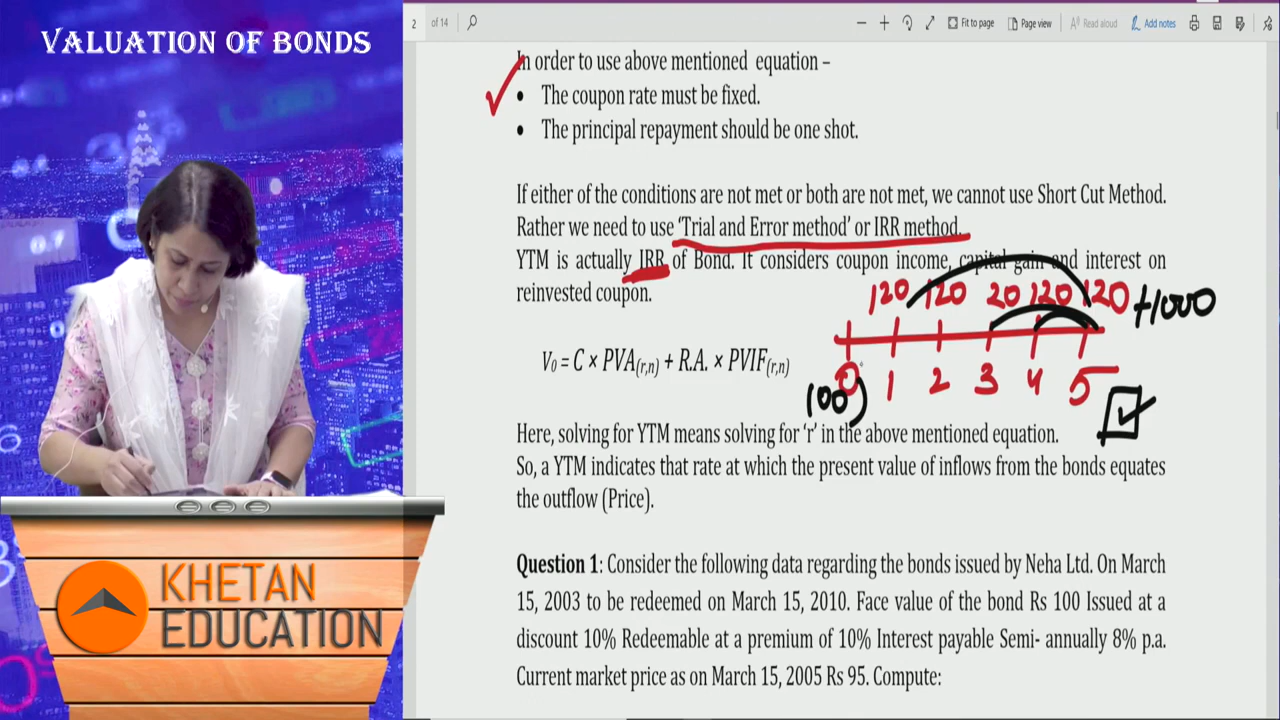 VALUATION OF BONDS
2 of 14
Fit to page
Page view
Read aloud
Add notes
In order to use above mentioned equation –
• The coupon rate must be fixed.
• The principal repayment should be one shot.
If either of the conditions are not met or both are not met, we cannot use Short Cut Method.
Rather we need to use ‘Trial and Error method’ or IRR method.
YTM is actually IRR of Bond. It considers coupon income, capital gain and interest on
reinvested coupon.
120 120 20 120 120 +1000
V₀ = C × PVA(r,n) + R.A. × PVIF(r,n)
0 1 2 3 4 5
(100)
Here, solving for YTM means solving for ‘r’ in the above mentioned equation.
So, a YTM indicates that rate at which the present value of inflows from the bonds equates
the outflow (Price).
Question 1: Consider the following data regarding the bonds issued by Neha Ltd. On March
15, 2003 to be redeemed on March 15, 2010. Face value of the bond Rs 100 Issued at a
discount 10% Redeemable at a premium of 10% Interest payable Semi- annually 8% p.a.
Current market price as on March 15, 2005 Rs 95. Compute:
KHETAN
EDUCATION